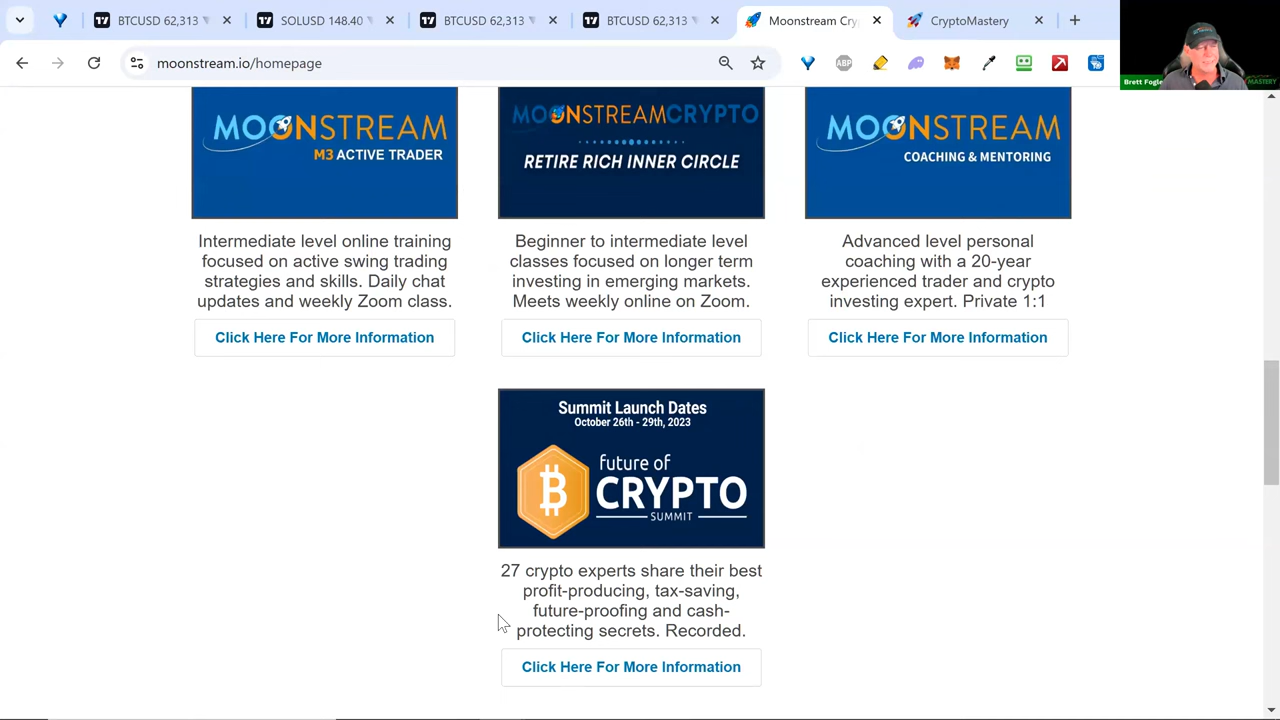 BTCUSD 62,313
SOLUSD 148.40
BTCUSD 62,313
BTCUSD 62,313
Moonstream Cry
CryptoMastery
moonstream.io/homepage
ABP
Brett Fogle
MASTERY
MOONSTREAM
M3 ACTIVE TRADER
MOONSTREAMCRYPTO
RETIRE RICH INNER CIRCLE
MOONSTREAM
COACHING & MENTORING
Intermediate level online training
focused on active swing trading
strategies and skills. Daily chat
updates and weekly Zoom class.
Click Here For More Information
Beginner to intermediate level
classes focused on longer term
investing in emerging markets.
Meets weekly online on Zoom.
Click Here For More Information
Advanced level personal
coaching with a 20-year
experienced trader and crypto
investing expert. Private 1:1
Click Here For More Information
Summit Launch Dates
October 26th - 29th, 2023
future of
CRYPTO
SUMMIT
27 crypto experts share their best
profit-producing, tax-saving,
future-proofing and cash-
protecting secrets. Recorded.
Click Here For More Information